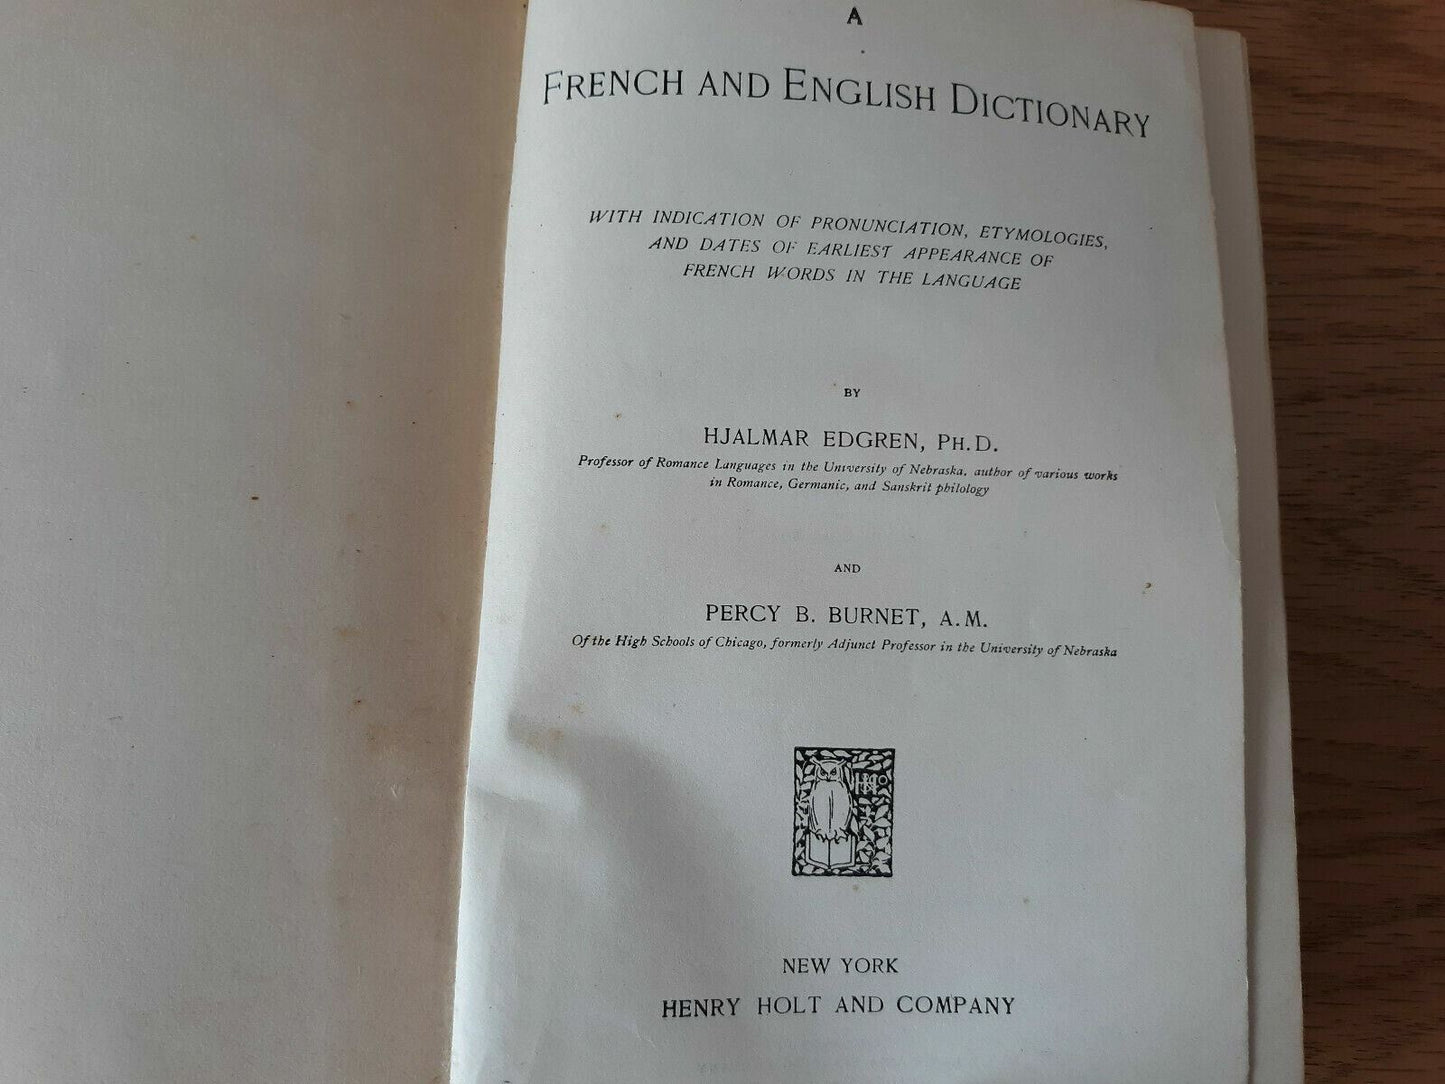 A
FRENCH AND ENGLISH DICTIONARY
WITH INDICATION OF PRONUNCIATION, ETYMOLOGIES,
AND DATES OF EARLIEST APPEARANCE OF
FRENCH WORDS IN THE LANGUAGE
BY
HJALMAR EDGREN, PH.D.
Professor of Romance Languages in the University of Nebraska, author of various works
in Romance, Germanic, and Sanskrit philology
AND
PERCY B. BURNET, A.M.
Of the High Schools of Chicago, formerly Adjunct Professor in the University of Nebraska
NEW YORK
HENRY HOLT AND COMPANY